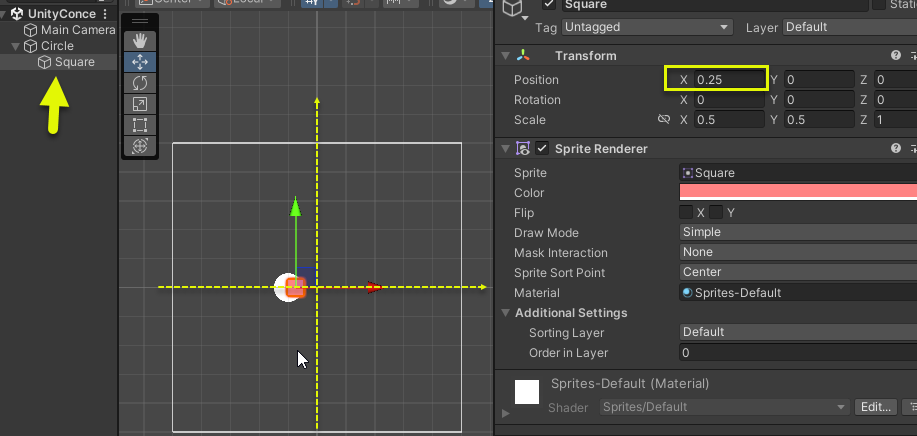 Center Local
UnityConce
Main Camera
Circle
Square
Square Stati
Tag Untagged Layer Default
Transform
Position X 0.25 Y 0 Z 0
Rotation X 0 Y 0 Z 0
Scale X 0.5 Y 0.5 Z 1
Sprite Renderer
Sprite Square
Color
Flip X Y
Draw Mode Simple
Mask Interaction None
Sprite Sort Point Center
Material Sprites-Default
Additional Settings
Sorting Layer Default
Order in Layer 0
Sprites-Default (Material)
Shader Sprites/Default Edit...